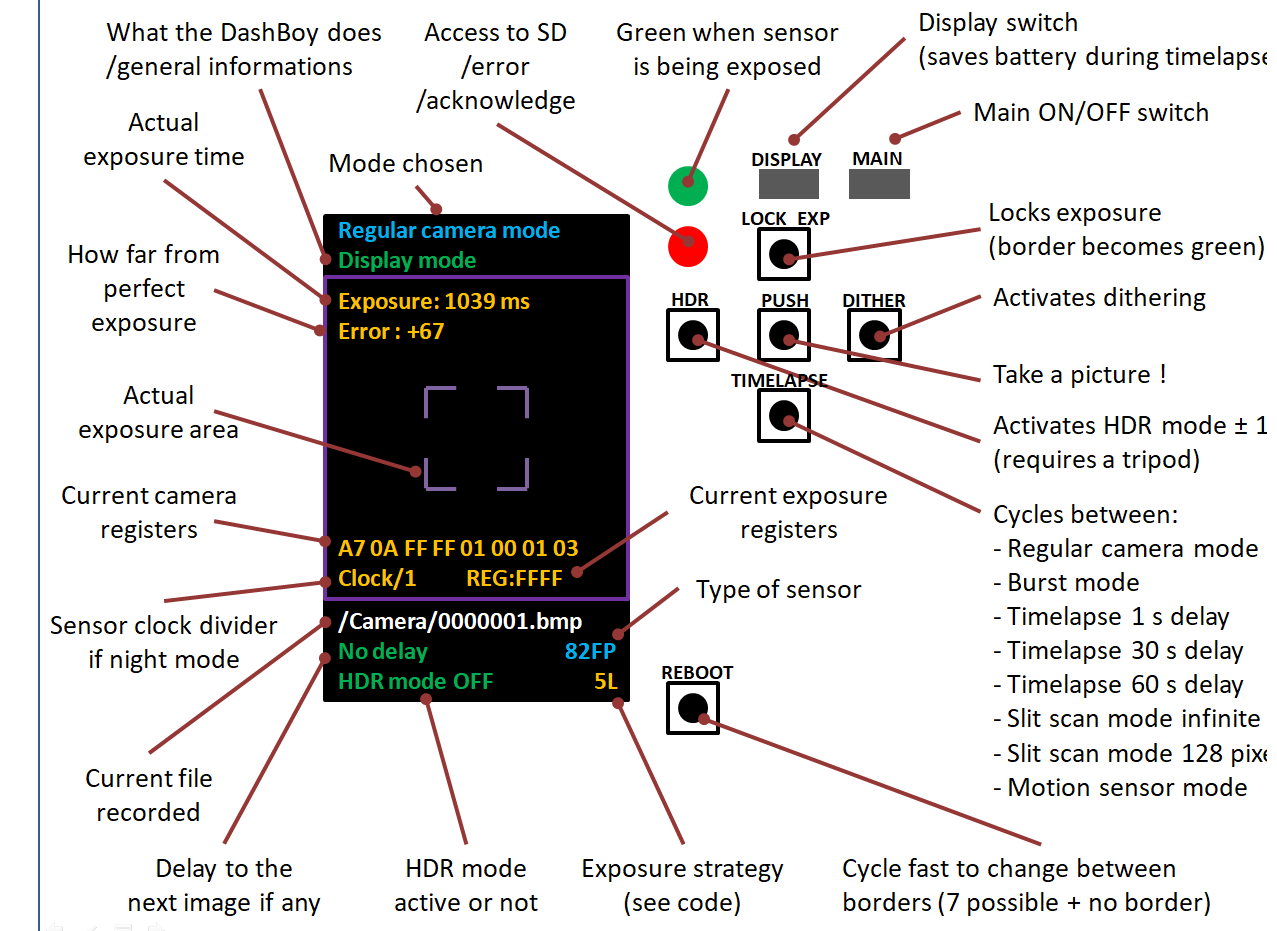 What the DashBoy does
/general informations
Access to SD
/error
/acknowledge
Green when sensor
is being exposed
Display switch
(saves battery during timelapse
Main ON/OFF switch
Actual
exposure time
Mode chosen
DISPLAY
MAIN
LOCK EXP
Locks exposure
(border becomes green)
Regular camera mode
Display mode
How far from
perfect
exposure
Exposure: 1039 ms
Error : +67
HDR
PUSH
DITHER
Activates dithering
TIMELAPSE
Take a picture !
Actual
exposure area
Activates HDR mode ± 1
(requires a tripod)
Current camera
registers
Current exposure
registers
A7 0A FF FF 01 00 01 03
Clock/1
REG:FFFF
Cycles between:
- Regular camera mode
- Burst mode
- Timelapse 1 s delay
- Timelapse 30 s delay
- Timelapse 60 s delay
- Slit scan mode infinite
- Slit scan mode 128 pixe
- Motion sensor mode
Type of sensor
Sensor clock divider
if night mode
/Camera/0000001.bmp
No delay
82FP
HDR mode OFF
5L
REBOOT
Current file
recorded
Delay to the
next image if any
HDR mode
active or not
Exposure strategy
(see code)
Cycle fast to change between
borders (7 possible + no border)